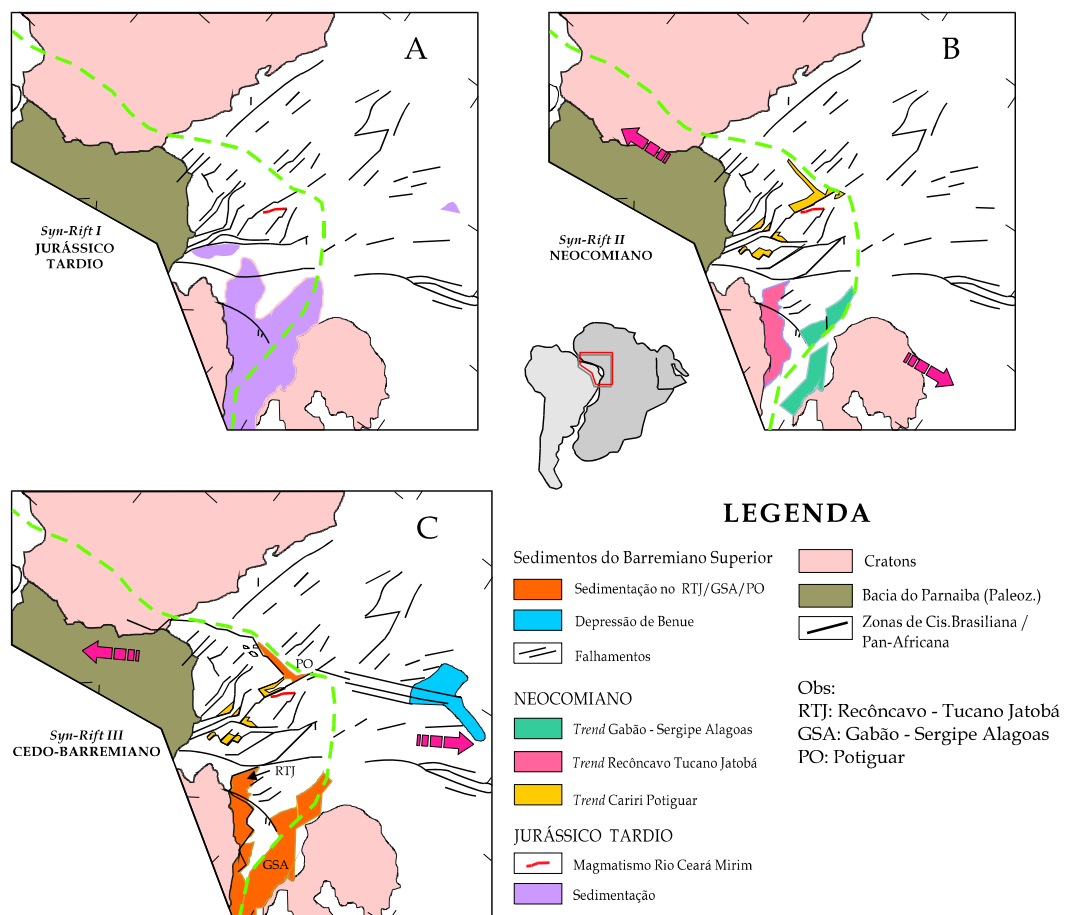 A
Syn-Rift I
JURÁSSICO
TARDIO
B
Syn-Rift II
NEOCOMIANO
C
PO
Syn-Rift III
CEDO-BARREMIANO
RTJ
GSA
LEGENDA
Sedimentos do Barremiano Superior
Sedimentação no RTJ/GSA/PO
Depressão de Benue
Falhamentos
NEOCOMIANO
Trend Gabão - Sergipe Alagoas
Trend Recôncavo Tucano Jatobá
Trend Cariri Potiguar
JURÁSSICO TARDIO
Magmatismo Rio Ceará Mirim
Sedimentação
Cratons
Bacia do Parnaiba (Paleoz.)
Zonas de Cis.Brasiliana /
Pan-Africana
Obs:
RTJ: Recôncavo - Tucano Jatobá
GSA: Gabão - Sergipe Alagoas
PO: Potiguar